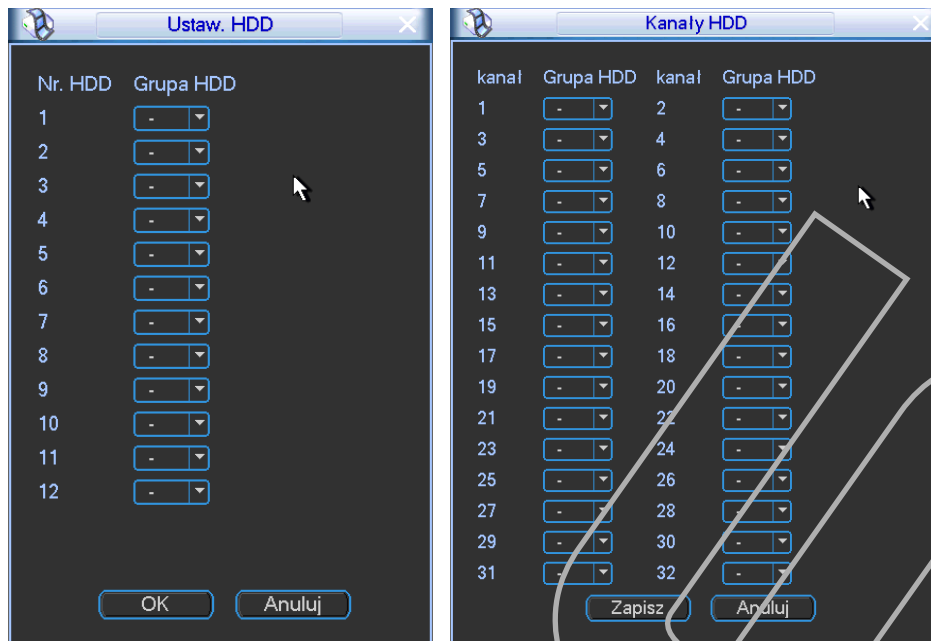 Ustaw. HDD
Nr. HDD Grupa HDD
1 -
2 -
3 -
4 -
5 -
6 -
7 -
8 -
9 -
10 -
11 -
12 -
OK Anuluj
Kanały HDD
kanał Grupa HDD kanał Grupa HDD
1 - 2 -
3 - 4 -
5 - 6 -
7 - 8 -
9 - 10 -
11 - 12 -
13 - 14 -
15 - 16 -
17 - 18 -
19 - 20 -
21 - 22 -
23 - 24 -
25 - 26 -
27 - 28 -
29 - 30 -
31 - 32 -
Zapisz Anuluj